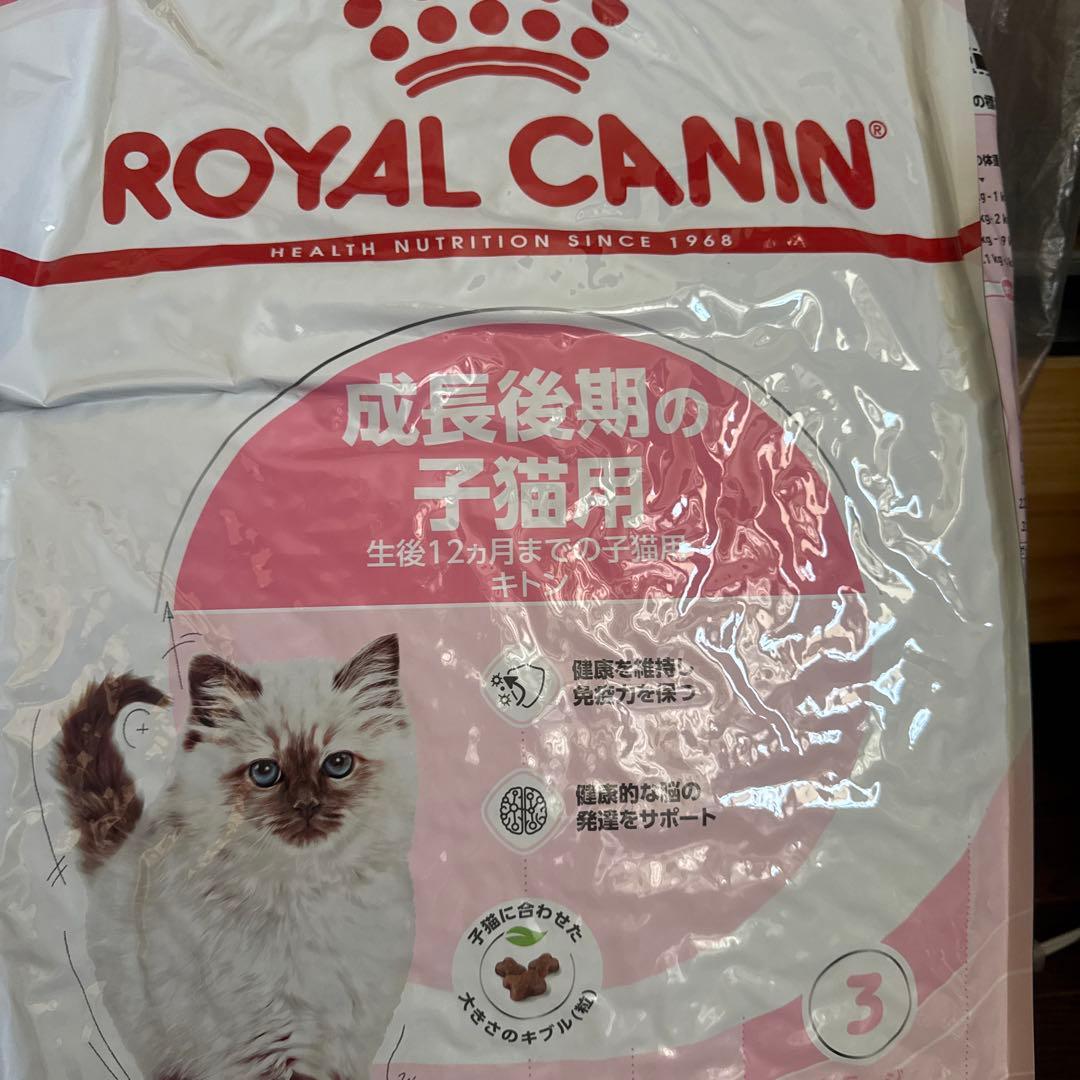 ROYAL CANIN®
HEALTH NUTRITION SINCE 1968
成長後期の
子猫用
生後12ヵ月までの子猫用
キトン
健康を維持し
免疫力を保つ
健康的な脳の
発達をサポート
子猫に合わせた
大きさのキブル(粒)
3